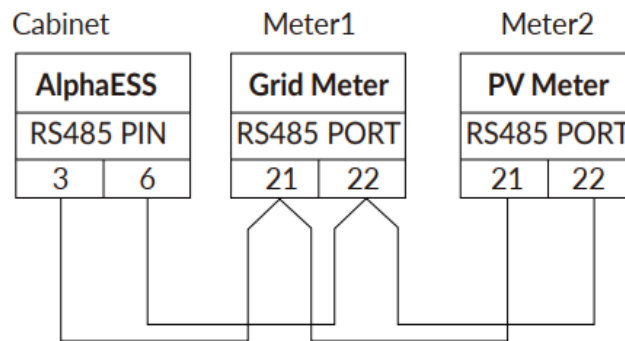 Cabinet Meter1 Meter2
AlphaESS Grid Meter PV Meter
RS485 PIN RS485 PORT RS485 PORT
3 6 21 22 21 22